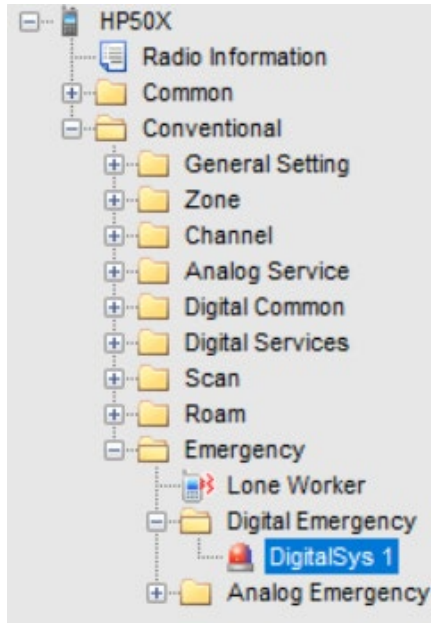 HP50X
Radio Information
Common
Conventional
General Setting
Zone
Channel
Analog Service
Digital Common
Digital Services
Scan
Roam
Emergency
Lone Worker
Digital Emergency
DigitalSys 1
Analog Emergency